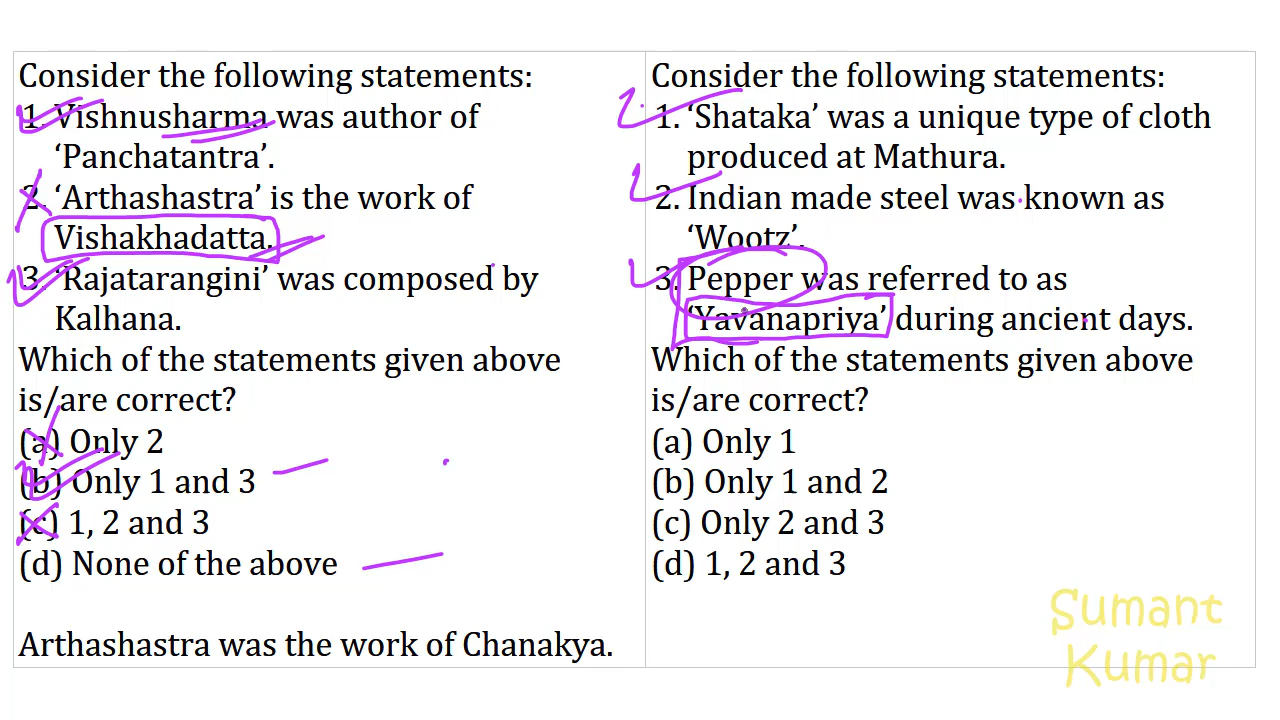 Consider the following statements:
1. Vishnusharma was author of
‘Panchatantra’.
2. ‘Arthashastra’ is the work of
Vishakhadatta.
3. ‘Rajatarangini’ was composed by
Kalhana.
Which of the statements given above
is/are correct?
(a) Only 2
(b) Only 1 and 3
(c) 1, 2 and 3
(d) None of the above
Arthashastra was the work of Chanakya.
Consider the following statements:
1. ‘Shataka’ was a unique type of cloth
produced at Mathura.
2. Indian made steel was known as
‘Wootz’.
3. Pepper was referred to as
‘Yavanapriya’ during ancient days.
Which of the statements given above
is/are correct?
(a) Only 1
(b) Only 1 and 2
(c) Only 2 and 3
(d) 1, 2 and 3
Sumant
Kumar